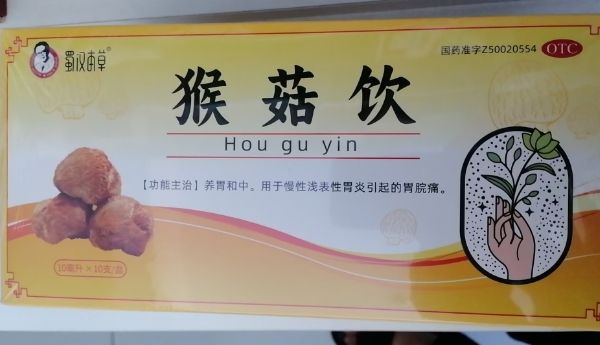 蜀汉本草®
国药准字Z50020554 OTC
猴菇饮
Hou gu yin
【功能主治】养胃和中。用于慢性浅表性胃炎引起的胃脘痛。
10毫升×10支/盒